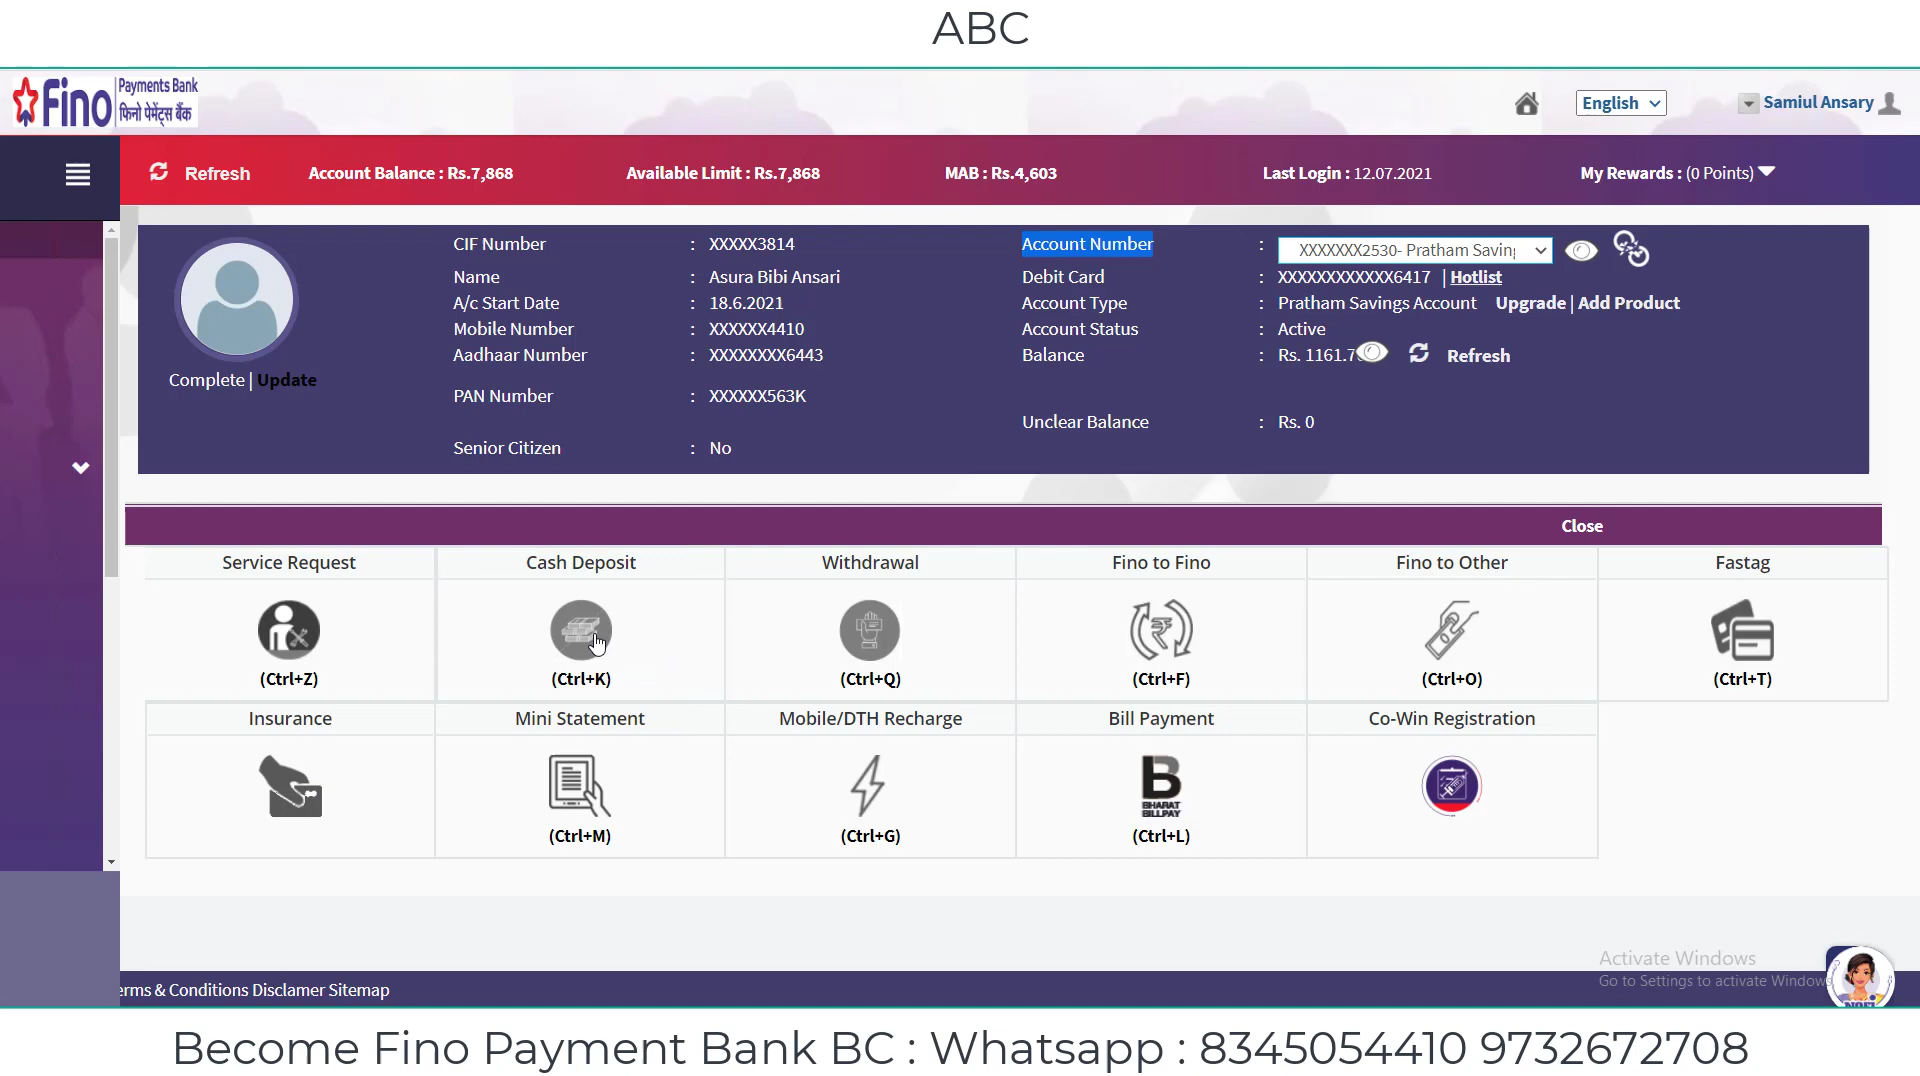 ABC
Fino Payments Bank
फिनो पेमेंट्स बैंक
English
Samiul Ansary
Refresh
Account Balance : Rs.7,868
Available Limit : Rs.7,868
MAB : Rs.4,603
Last Login : 12.07.2021
My Rewards : (0 Points)
CIF Number : XXXXX3814
Account Number : XXXXXXX2530- Pratham Saving
Name : Asura Bibi Ansari
Debit Card : XXXXXXXXXXXX6417 | Hotlist
A/c Start Date : 18.6.2021
Account Type : Pratham Savings Account Upgrade | Add Product
Mobile Number : XXXXXX4410
Account Status : Active
Aadhaar Number : XXXXXXXX6443
Balance : Rs. 1161.7 Refresh
Complete | Update
PAN Number : XXXXXX563K
Unclear Balance : Rs. 0
Senior Citizen : No
Close
Service Request
Cash Deposit
Withdrawal
Fino to Fino
Fino to Other
Fastag
(Ctrl+Z)
(Ctrl+K)
(Ctrl+Q)
(Ctrl+F)
(Ctrl+O)
(Ctrl+T)
Insurance
Mini Statement
Mobile/DTH Recharge
Bill Payment
Co-Win Registration
B
BHARAT
BILLPAY
(Ctrl+M)
(Ctrl+G)
(Ctrl+L)
Activate Windows
Go to Settings to activate Windows
erms & Conditions Disclamer Sitemap
Become Fino Payment Bank BC : Whatsapp : 8345054410 9732672708